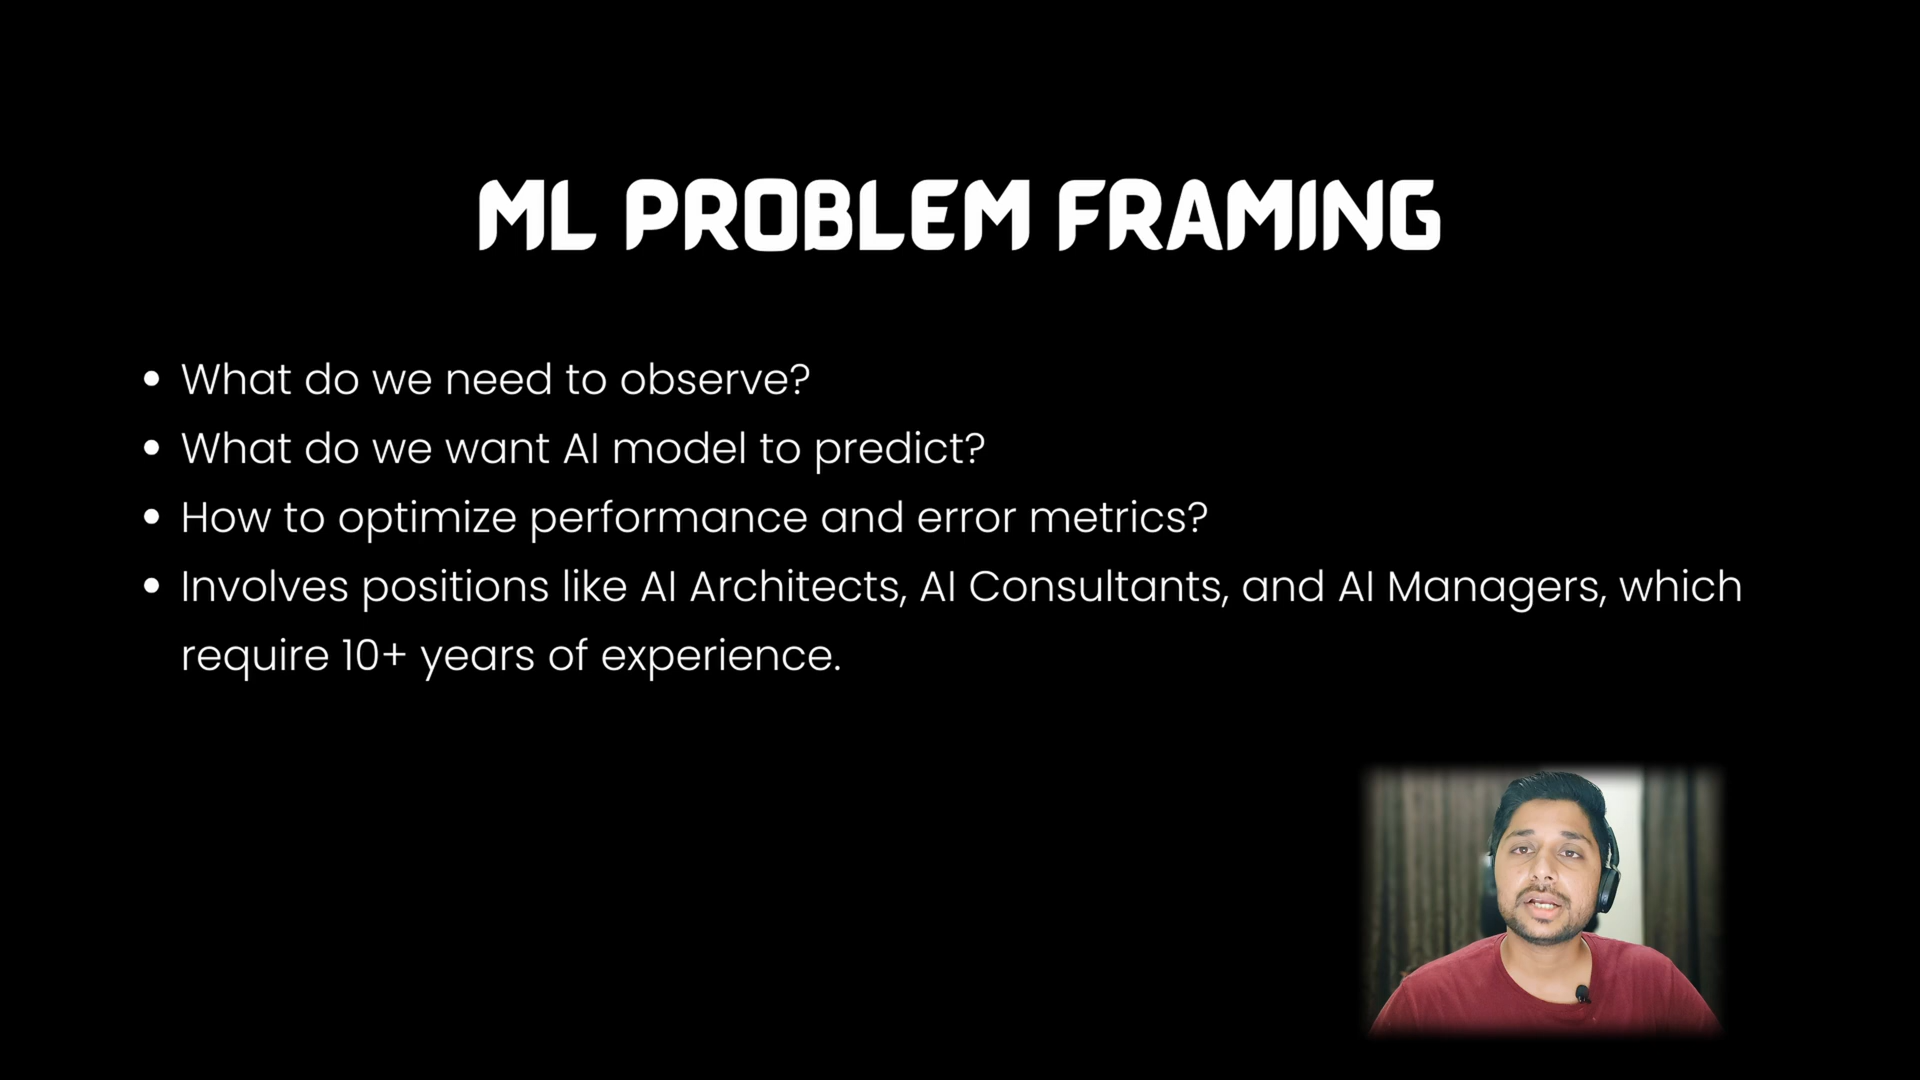 ML PROBLEM FRAMING
• What do we need to observe?
• What do we want AI model to predict?
• How to optimize performance and error metrics?
• Involves positions like AI Architects, AI Consultants, and AI Managers, which
require 10+ years of experience.